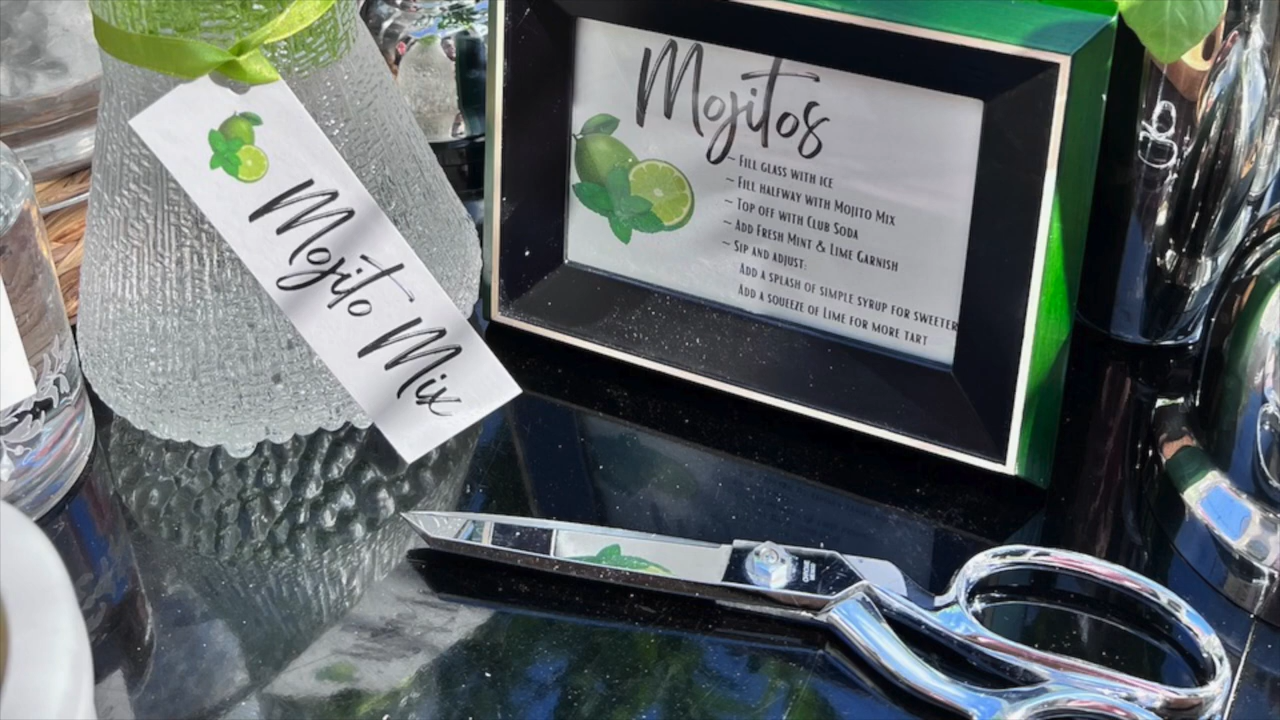 Mojito Mix
Mojitos
– Fill glass with ice
– Fill halfway with Mojito Mix
– Top off with Club Soda
– Add Fresh Mint & Lime Garnish
– Sip and adjust:
Add a splash of simple syrup for sweeter
Add a squeeze of Lime for more tart